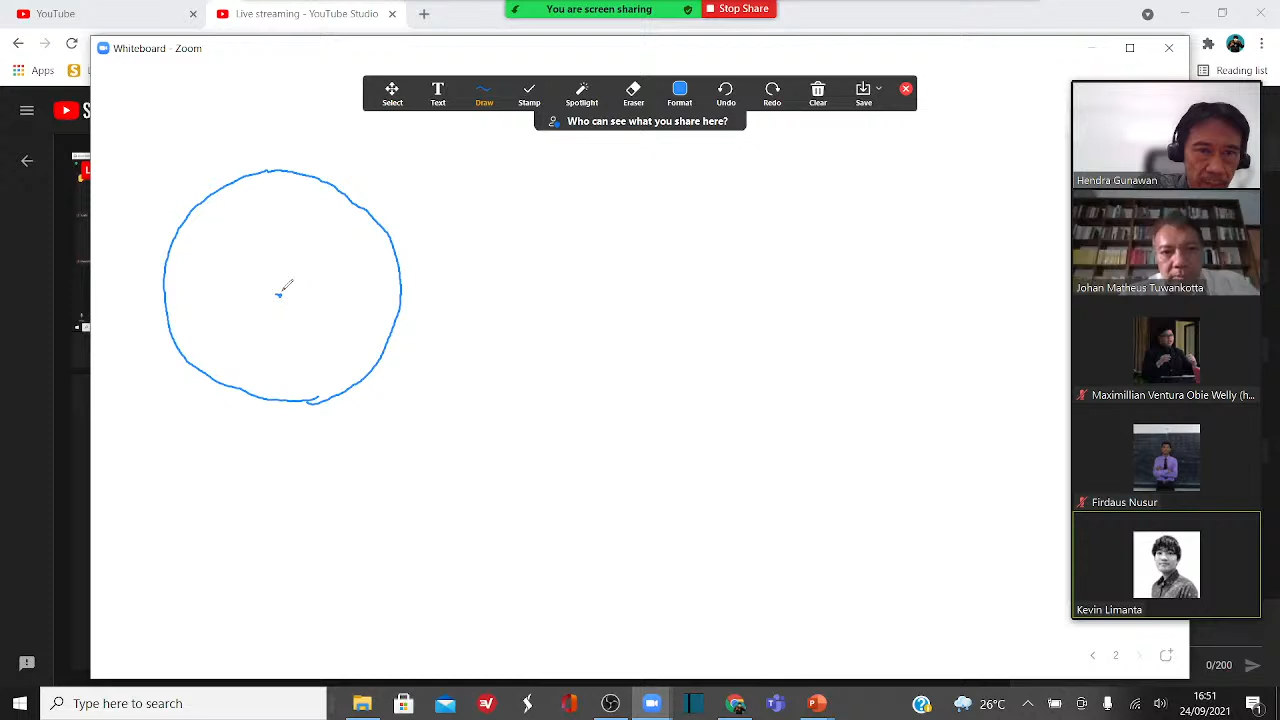 - YouTube
Live streaming - YouTube Studio
You are screen sharing
Stop Share
Apps
Reading list
Whiteboard - Zoom
Select
Text
Draw
Stamp
Spotlight
Eraser
Format
Undo
Redo
Clear
Save
Who can see what you share here?
Hendra Gunawan
Johan Matheus Tuwankotta
Maximillian Ventura Obie Welly (h...
Firdaus Nusur
Kevin Limanta
2
0/200
Type here to search
26°C
16:51
24/09/2021